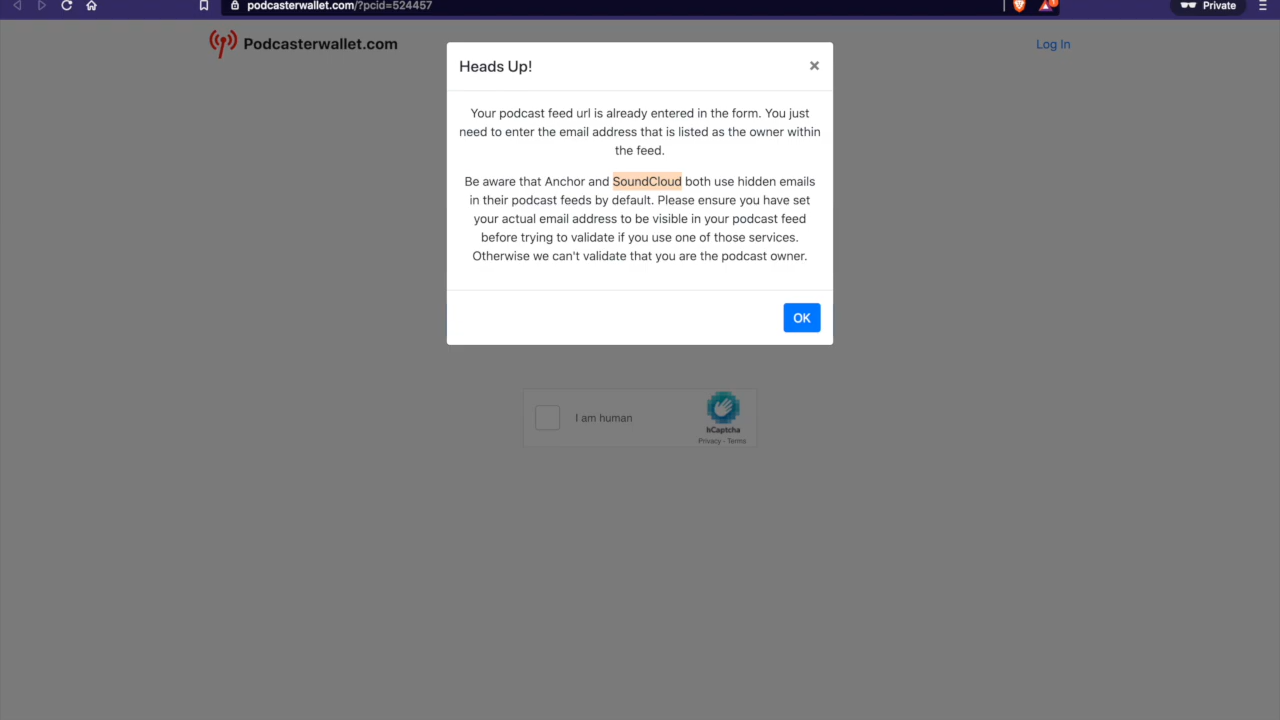 podcasterwallet.com/?pcid=524457
1
Private
Podcasterwallet.com
Log In
Heads Up!
×
Your podcast feed url is already entered in the form. You just
need to enter the email address that is listed as the owner within
the feed.
Be aware that Anchor and SoundCloud both use hidden emails
in their podcast feeds by default. Please ensure you have set
your actual email address to be visible in your podcast feed
before trying to validate if you use one of those services.
Otherwise we can't validate that you are the podcast owner.
OK
I am human
hCaptcha
Privacy - Terms